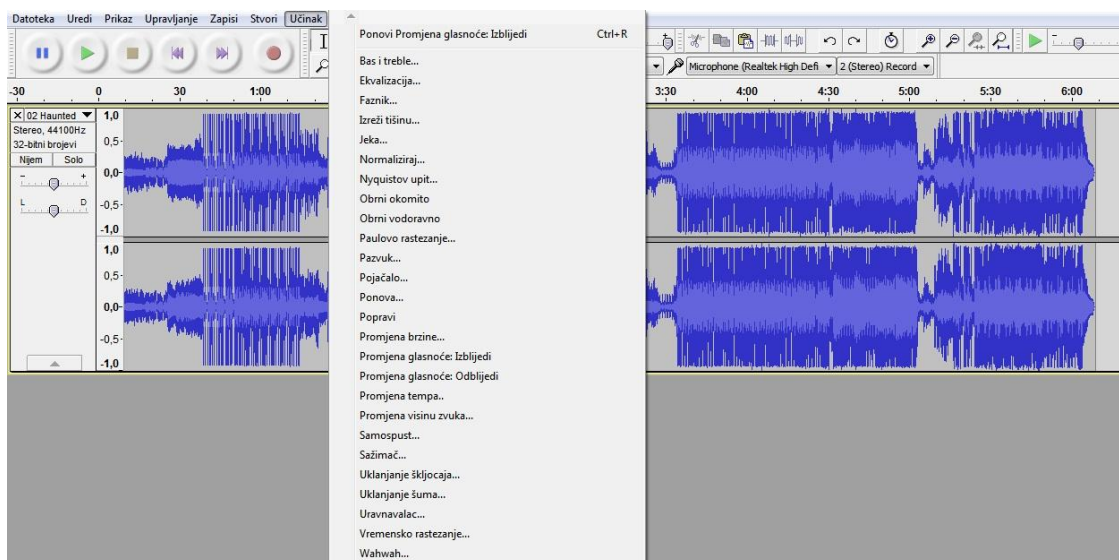 Datoteka Uredi Prikaz Upravljanje Zapisi Stvori Učinak
Ponovi Promjena glasnoće: Izblijedi Ctrl+R
Bas i treble...
Ekvalizacija...
Faznik...
Izreži tišinu...
Jeka...
Normaliziraj...
Nyquistov upit...
Obrni okomito
Obrni vodoravno
Paulovo rastezanje...
Pazvuk...
Pojačalo...
Ponova...
Popravi
Promjena brzine...
Promjena glasnoće: Izblijedi
Promjena glasnoće: Odblijedi
Promjena tempa..
Promjena visinu zvuka...
Samospust...
Sažimač...
Uklanjanje škljocaja...
Uklanjanje šuma...
Uravnavalac...
Vremensko rastezanje...
Wahwah...
Microphone (Realtek High Defi 2 (Stereo) Record
-30 0 30 1:00 3:30 4:00 4:30 5:00 5:30 6:00
X 02 Haunted
Stereo, 44100Hz
32-bitni brojevi
Nijem Solo
- +
L D
1,0
0,5
0,0
-0,5
-1,0
1,0
0,5
0,0
-0,5
-1,0